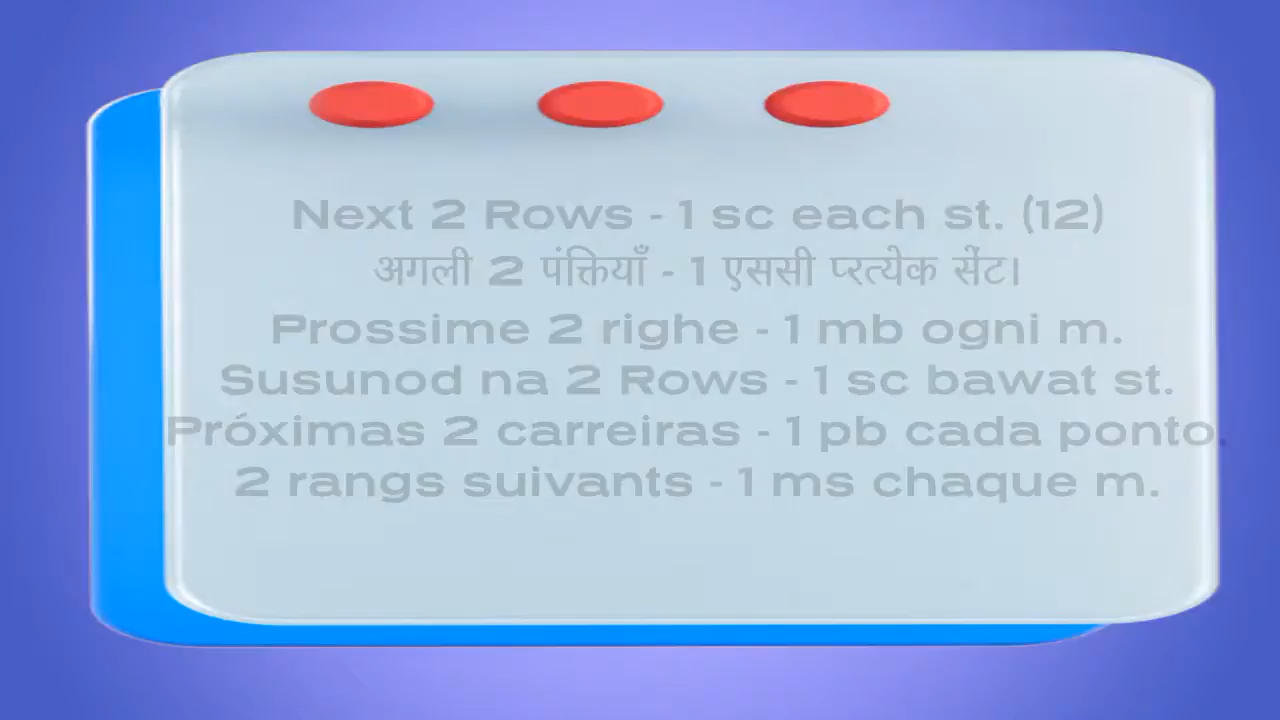 Next 2 Rows - 1 sc each st. (12)
अगली 2 पंक्तियाँ - 1 एससी प्रत्येक सेंट।
Prossime 2 righe - 1 mb ogni m.
Susunod na 2 Rows - 1 sc bawat st.
Próximas 2 carreiras - 1 pb cada ponto.
2 rangs suivants - 1 ms chaque m.